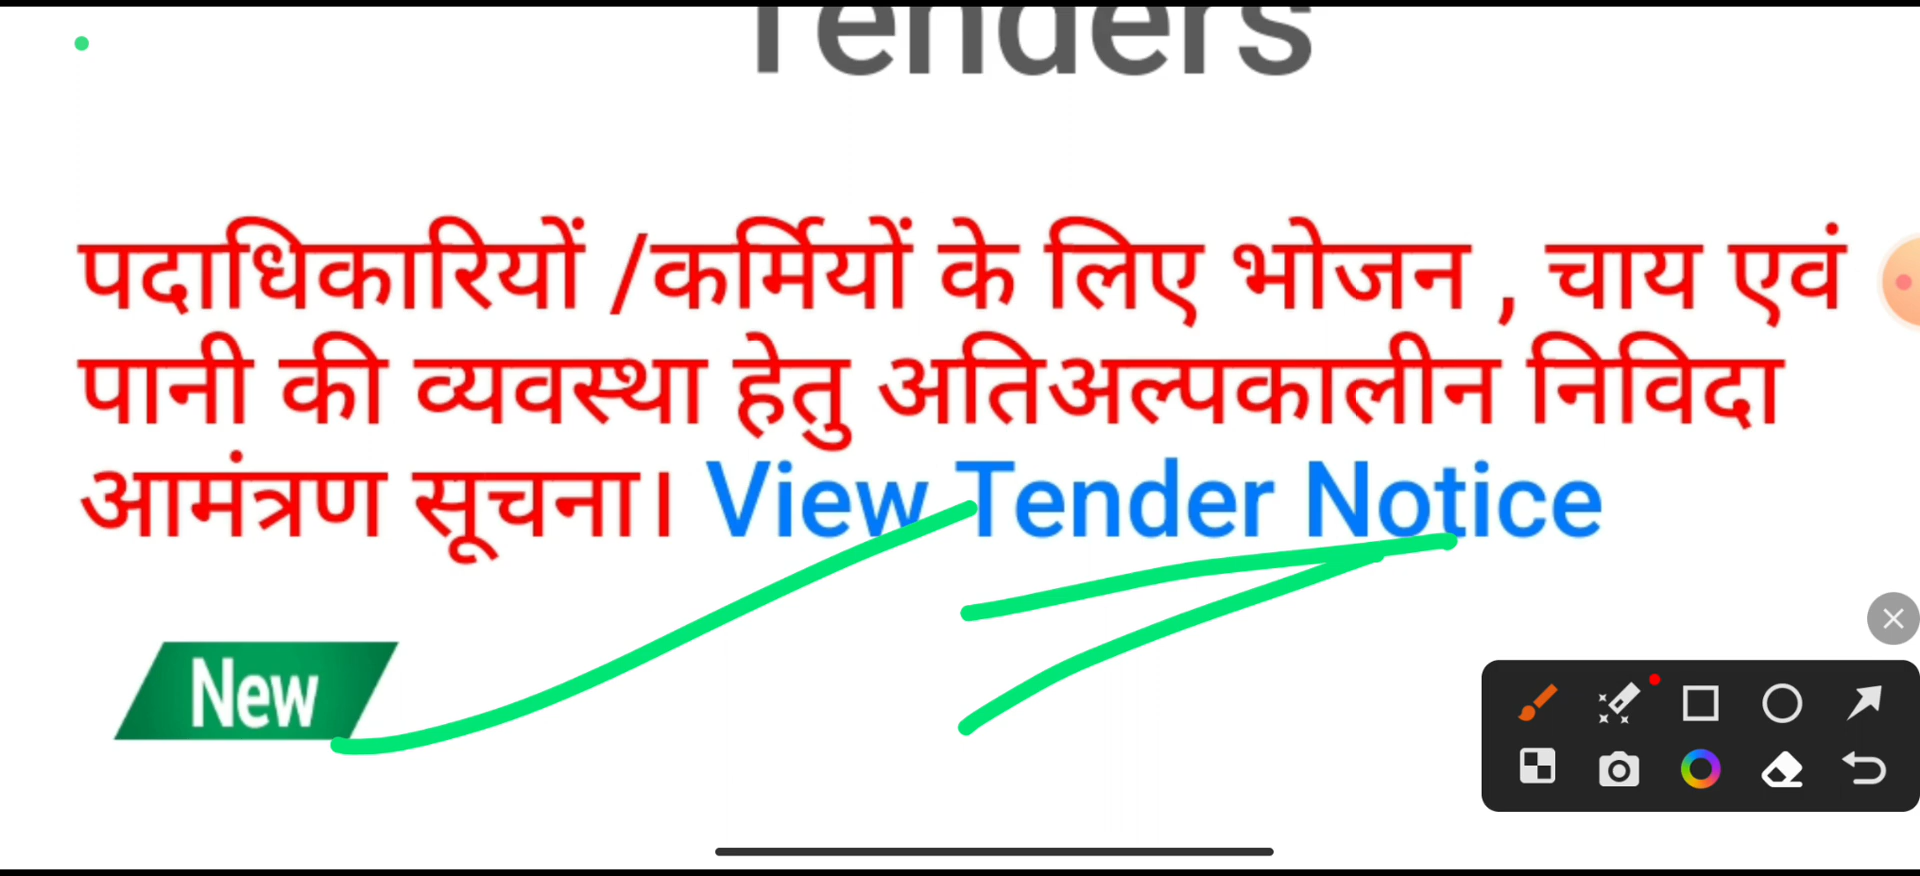 Tenders
पदाधिकारियों /कर्मियों के लिए भोजन , चाय एवं
पानी की व्यवस्था हेतु अतिअल्पकालीन निविदा
आमंत्रण सूचना। View Tender Notice
New